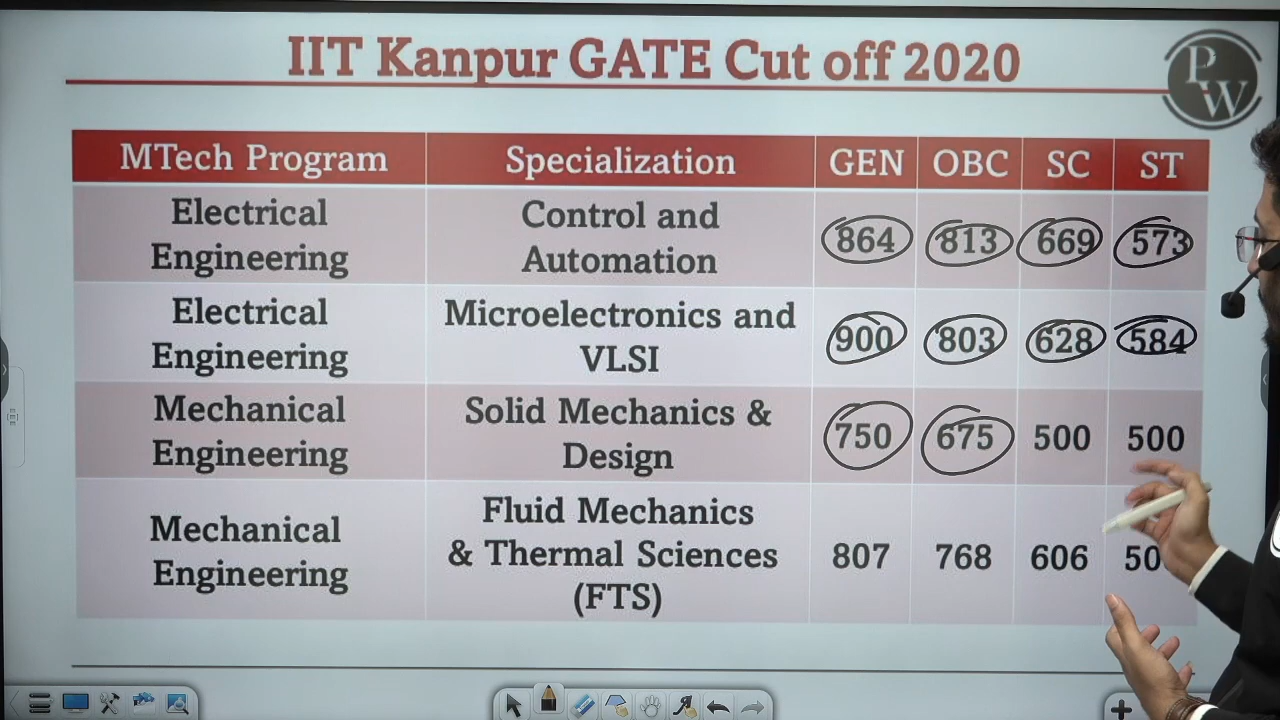 IIT Kanpur GATE Cut off 2020
PW
MTech Program Specialization GEN OBC SC ST
Electrical Engineering Control and Automation 864 813 669 573
Electrical Engineering Microelectronics and VLSI 900 803 628 584
Mechanical Engineering Solid Mechanics & Design 750 675 500 500
Mechanical Engineering Fluid Mechanics & Thermal Sciences (FTS) 807 768 606